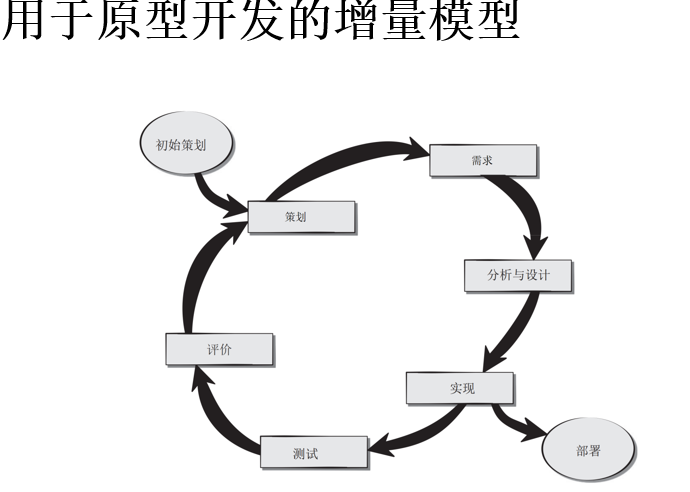 用于原型开发的增量模型
初始策划
需求
策划
分析与设计
评价
实现
测试
部署